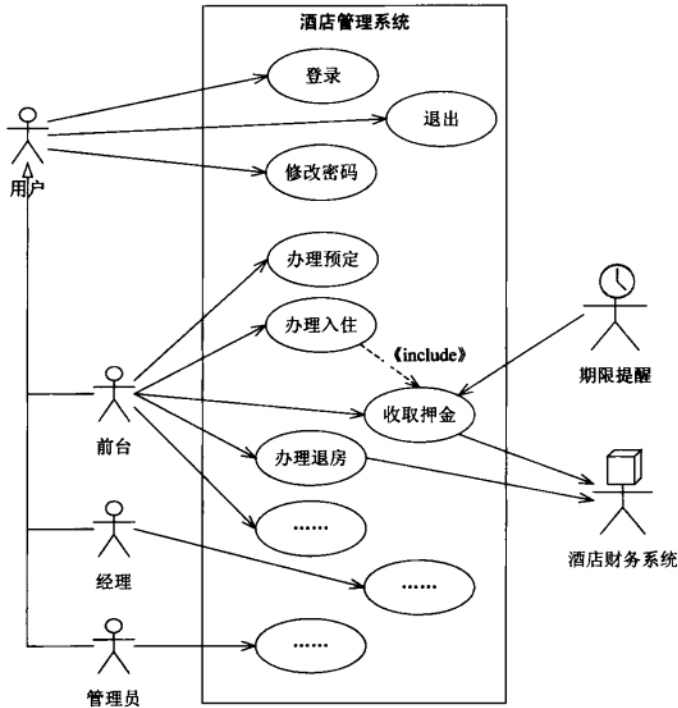 酒店管理系统
登录
退出
用户
修改密码
办理预定
办理入住
《include》
期限提醒
收取押金
前台
办理退房
……
酒店财务系统
经理
……
……
管理员